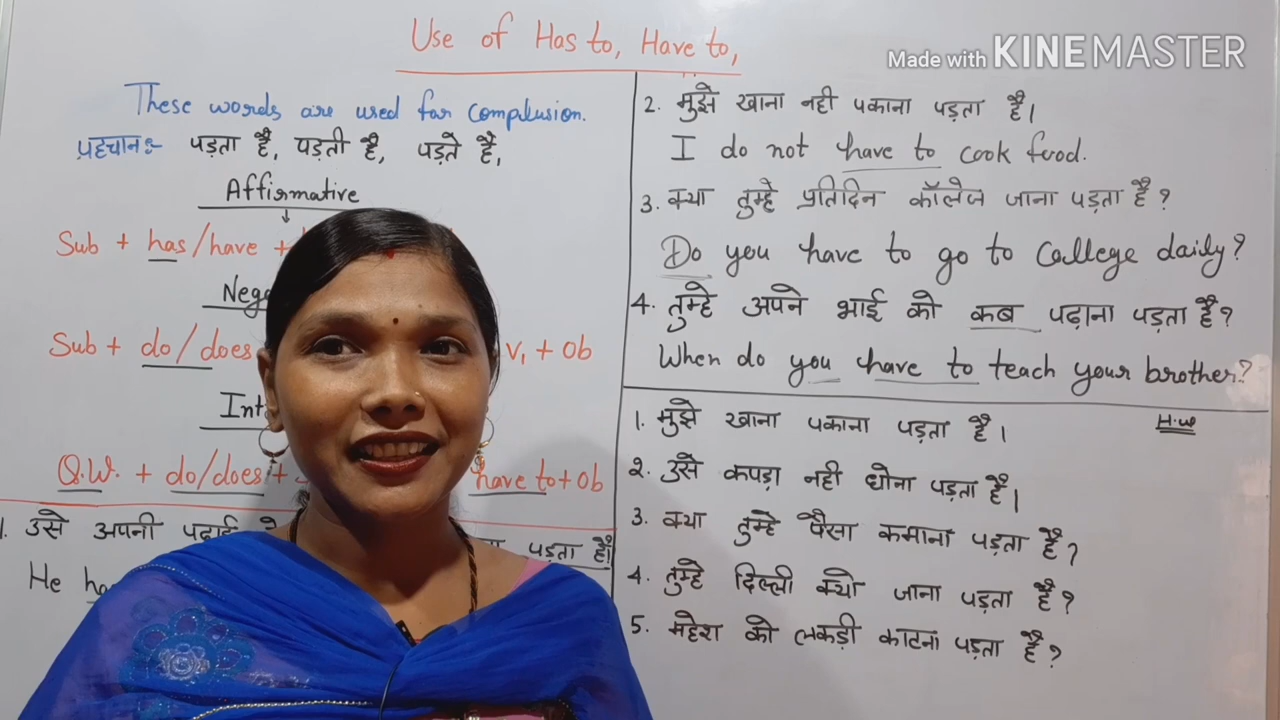 Use of Has to, Have to,
Made with KINEMASTER
These words are used for complusion.
पहचान:- पड़ता है, पड़ती है, पड़ते है,
Affirmative
Sub + has/have +
Sub + do/does
V₁ + Ob
Q.W. + do/does +
have to + Ob
1. उसे अपनी पढाई
पड़ता है।
He
2. मुझे खाना नही पकाना पड़ता है।
I do not have to cook food.
3. क्या तुम्हे प्रतिदिन कॉलेज जाना पड़ता है?
Do you have to go to College daily?
4. तुम्हे अपने भाई को कब पढ़ाना पड़ता है?
When do you have to teach your brother?
H.W
1. मुझे खाना पकाना पड़ता है।
2. उसे कपड़ा नही धोना पड़ता है।
3. क्या तुम्हे पैसा कमाना पड़ता है?
4. तुम्हे दिल्ली क्यो जाना पड़ता है?
5. महेश को लकड़ी काटना पड़ता है?